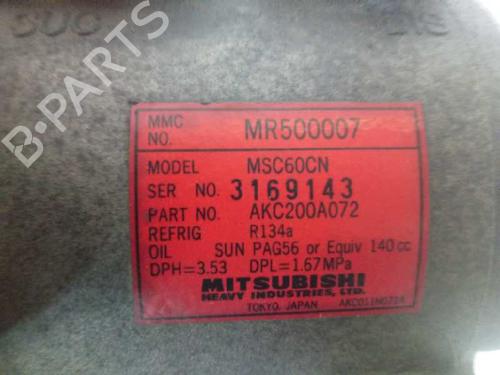 SUC
MMC NO. MR500007
MODEL MSC60CN
SER NO. 3169143
PART NO. AKC200A072
REFRIG R134a
OIL SUN PAG56 or Equiv 140 cc
DPH=3.53 DPL=1.67MPa
MITSUBISHI
HEAVY INDUSTRIES, LTD.
TOKYO, JAPAN
B-PARTS